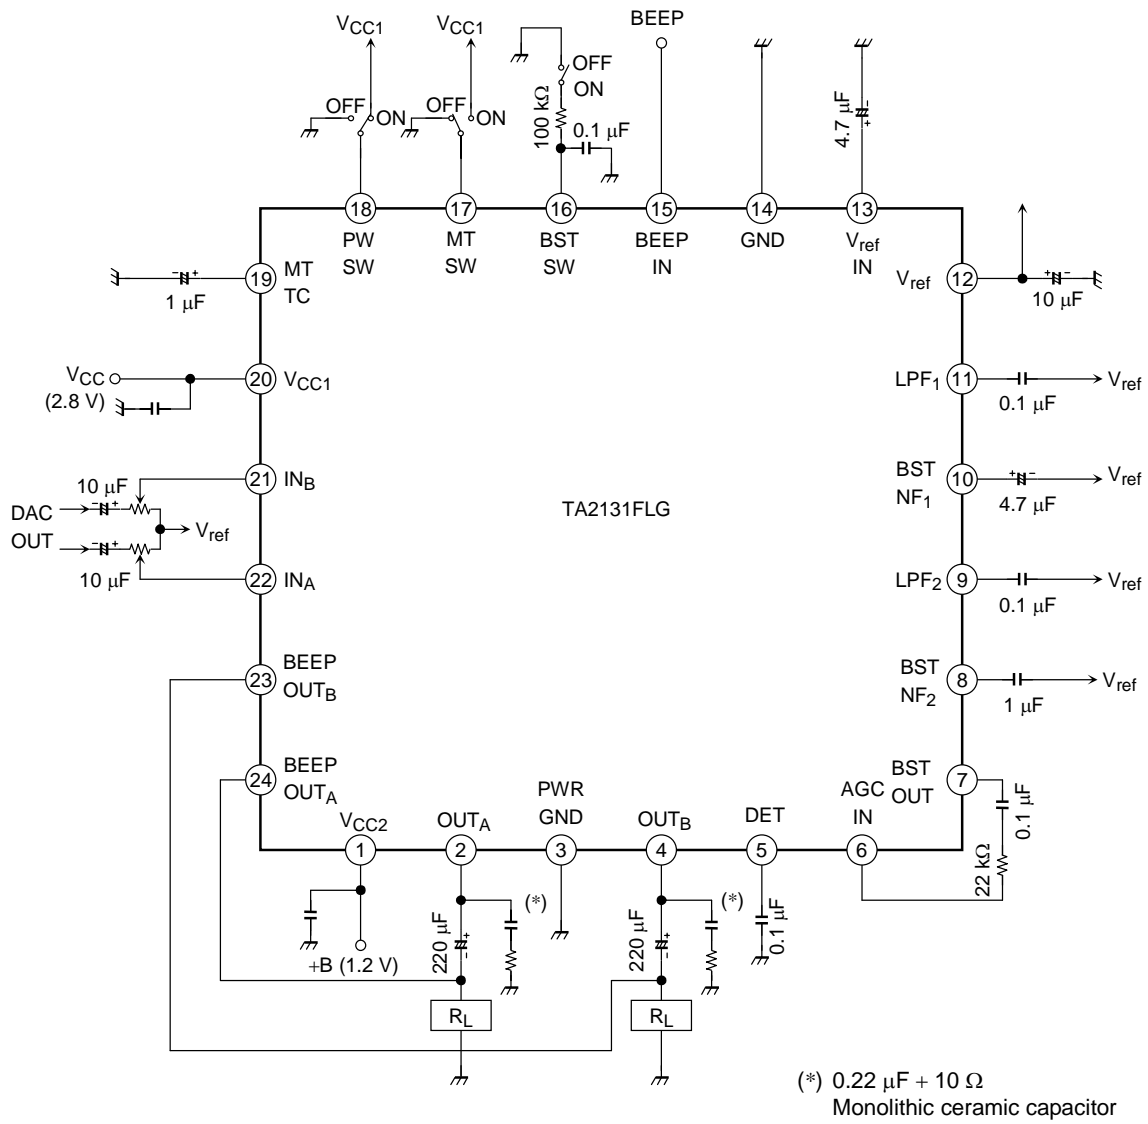 VCC1
VCC1
BEEP
OFF
ON
OFF
ON
OFF
ON
100 kΩ
0.1 μF
4.7 μF
18
17
16
15
14
13
PW
SW
MT
SW
BST
SW
BEEP
IN
GND
Vref
IN
19
MT
TC
1 μF
Vref
12
10 μF
VCC
(2.8 V)
20
VCC1
LPF1
11
0.1 μF
Vref
10 μF
21
INB
BST
NF1
10
4.7 μF
Vref
DAC
OUT
Vref
TA2131FLG
10 μF
22
INA
LPF2
9
0.1 μF
Vref
23
BEEP
OUTB
BST
NF2
8
1 μF
Vref
24
BEEP
OUTA
BST
OUT
7
0.1 μF
22 kΩ
VCC2
OUTA
PWR
GND
OUTB
DET
AGC
IN
1
2
3
4
5
6
+B (1.2 V)
220 μF
(*)
220 μF
(*)
0.1 μF
RL
RL
(*) 0.22 μF + 10 Ω
Monolithic ceramic capacitor